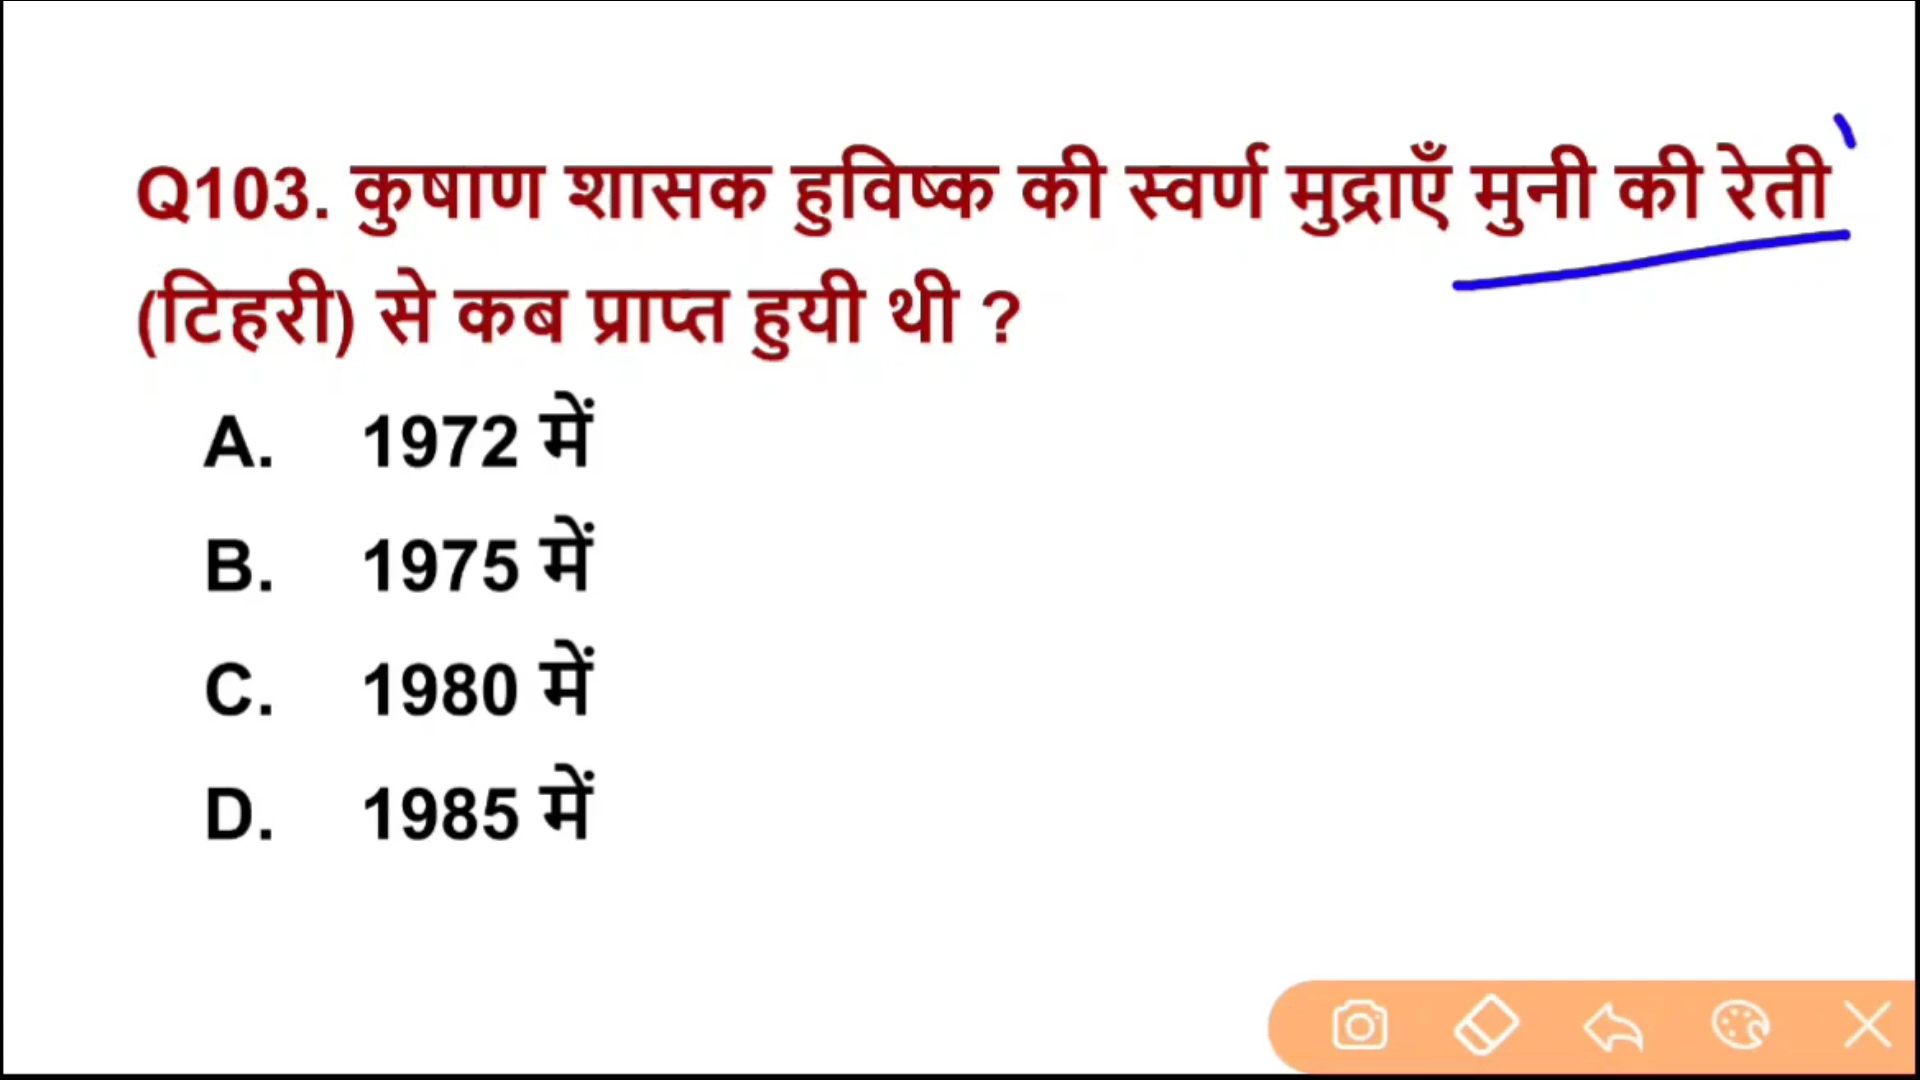 Q103. कुषाण शासक हुविष्क की स्वर्ण मुद्राएँ मुनी की रेती
(टिहरी) से कब प्राप्त हुयी थी ?
A. 1972 में
B. 1975 में
C. 1980 में
D. 1985 में